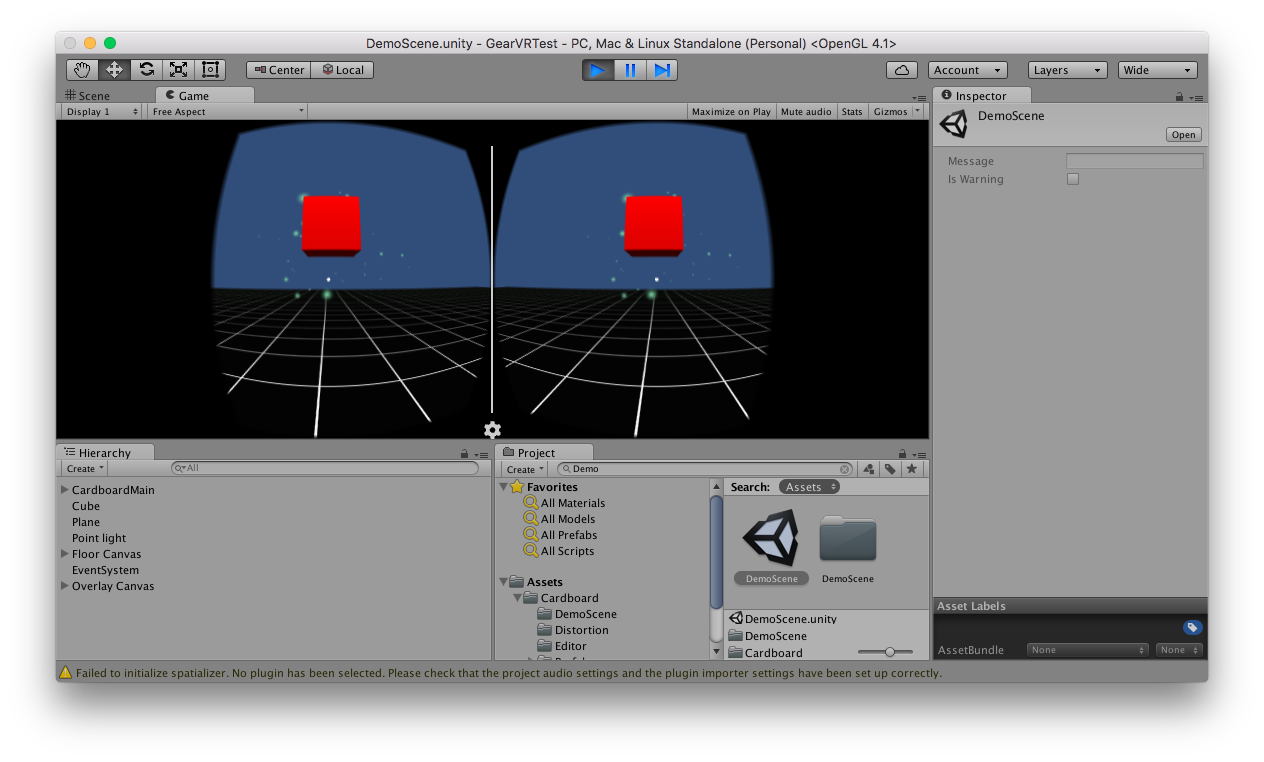 DemoScene.unity - GearVRTest - PC, Mac & Linux Standalone (Personal) <OpenGL 4.1>
Center Local Account Layers Wide
Scene Game
Display 1 Free Aspect Maximize on Play Mute audio Stats Gizmos
Inspector
DemoScene
Open
Message
Is Warning
Hierarchy
Create All
CardboardMain
Cube
Plane
Point light
Floor Canvas
EventSystem
Overlay Canvas
Project
Create Demo
Favorites
All Materials
All Models
All Prefabs
All Scripts
Assets
Cardboard
DemoScene
Distortion
Editor
Search: Assets
DemoScene DemoScene
DemoScene.unity
DemoScene
Cardboard
Asset Labels
AssetBundle None None
Failed to initialize spatializer. No plugin has been selected. Please check that the project audio settings and the plugin importer settings have been set up correctly.